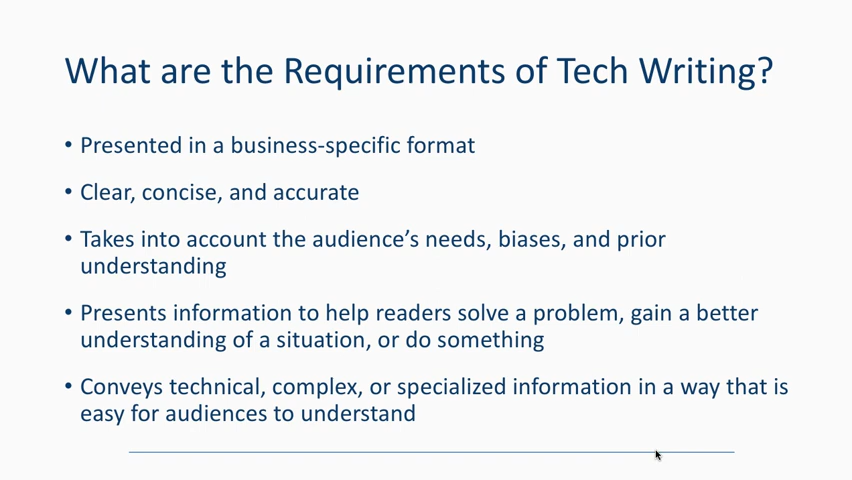 What are the Requirements of Tech Writing?
• Presented in a business-specific format
• Clear, concise, and accurate
• Takes into account the audience’s needs, biases, and prior
understanding
• Presents information to help readers solve a problem, gain a better
understanding of a situation, or do something
• Conveys technical, complex, or specialized information in a way that is
easy for audiences to understand